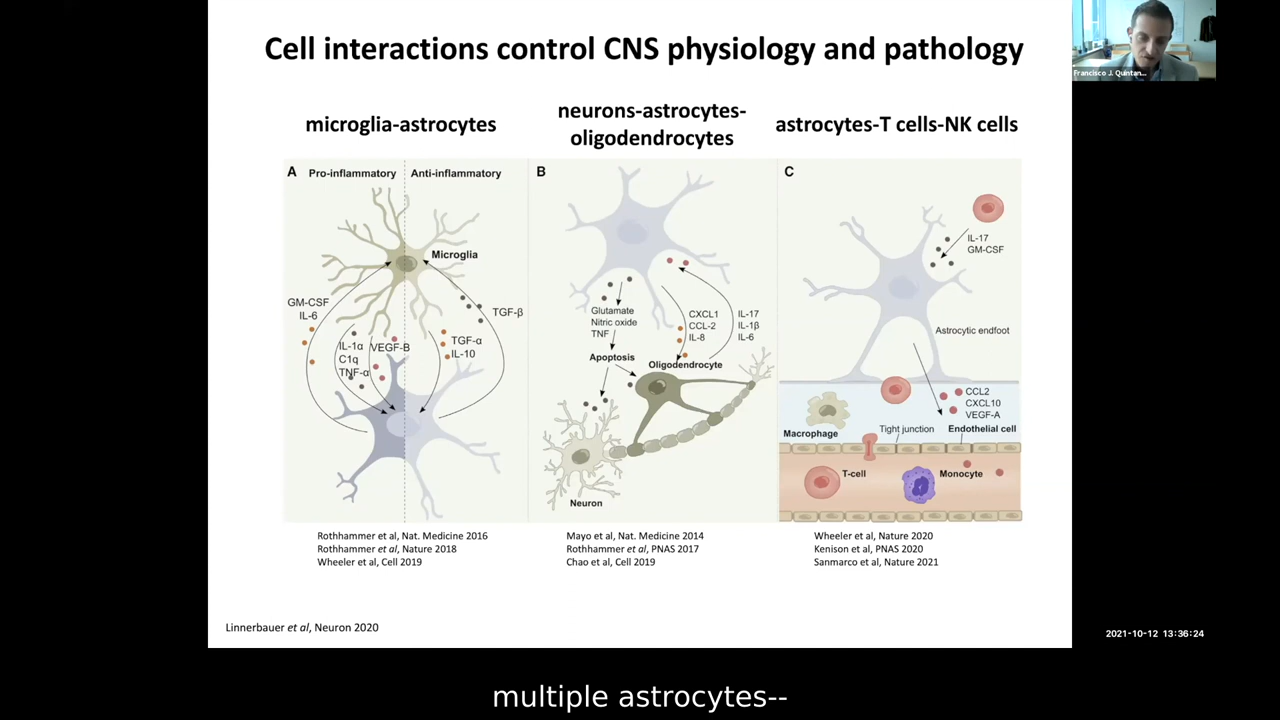 Cell interactions control CNS physiology and pathology
Francisco J. Quintan...
microglia-astrocytes
neurons-astrocytes-
oligodendrocytes
astrocytes-T cells-NK cells
A
Pro-inflammatory
Anti-inflammatory
Microglia
GM-CSF
IL-6
IL-1α
C1q
TNF-α
VEGF-B
TGF-α
IL-10
TGF-β
B
Glutamate
Nitric oxide
TNF
Apoptosis
CXCL1
CCL-2
IL-8
IL-17
IL-1β
IL-6
Oligodendrocyte
Neuron
C
IL-17
GM-CSF
Astrocytic endfoot
CCL2
CXCL10
VEGF-A
Macrophage
Tight junction
Endothelial cell
T-cell
Monocyte
Rothhammer et al, Nat. Medicine 2016
Rothhammer et al, Nature 2018
Wheeler et al, Cell 2019
Mayo et al, Nat. Medicine 2014
Rothhammer et al, PNAS 2017
Chao et al, Cell 2019
Wheeler et al, Nature 2020
Kenison et al, PNAS 2020
Sanmarco et al, Nature 2021
Linnerbauer et al, Neuron 2020
2021-10-12 13:36:24
multiple astrocytes--